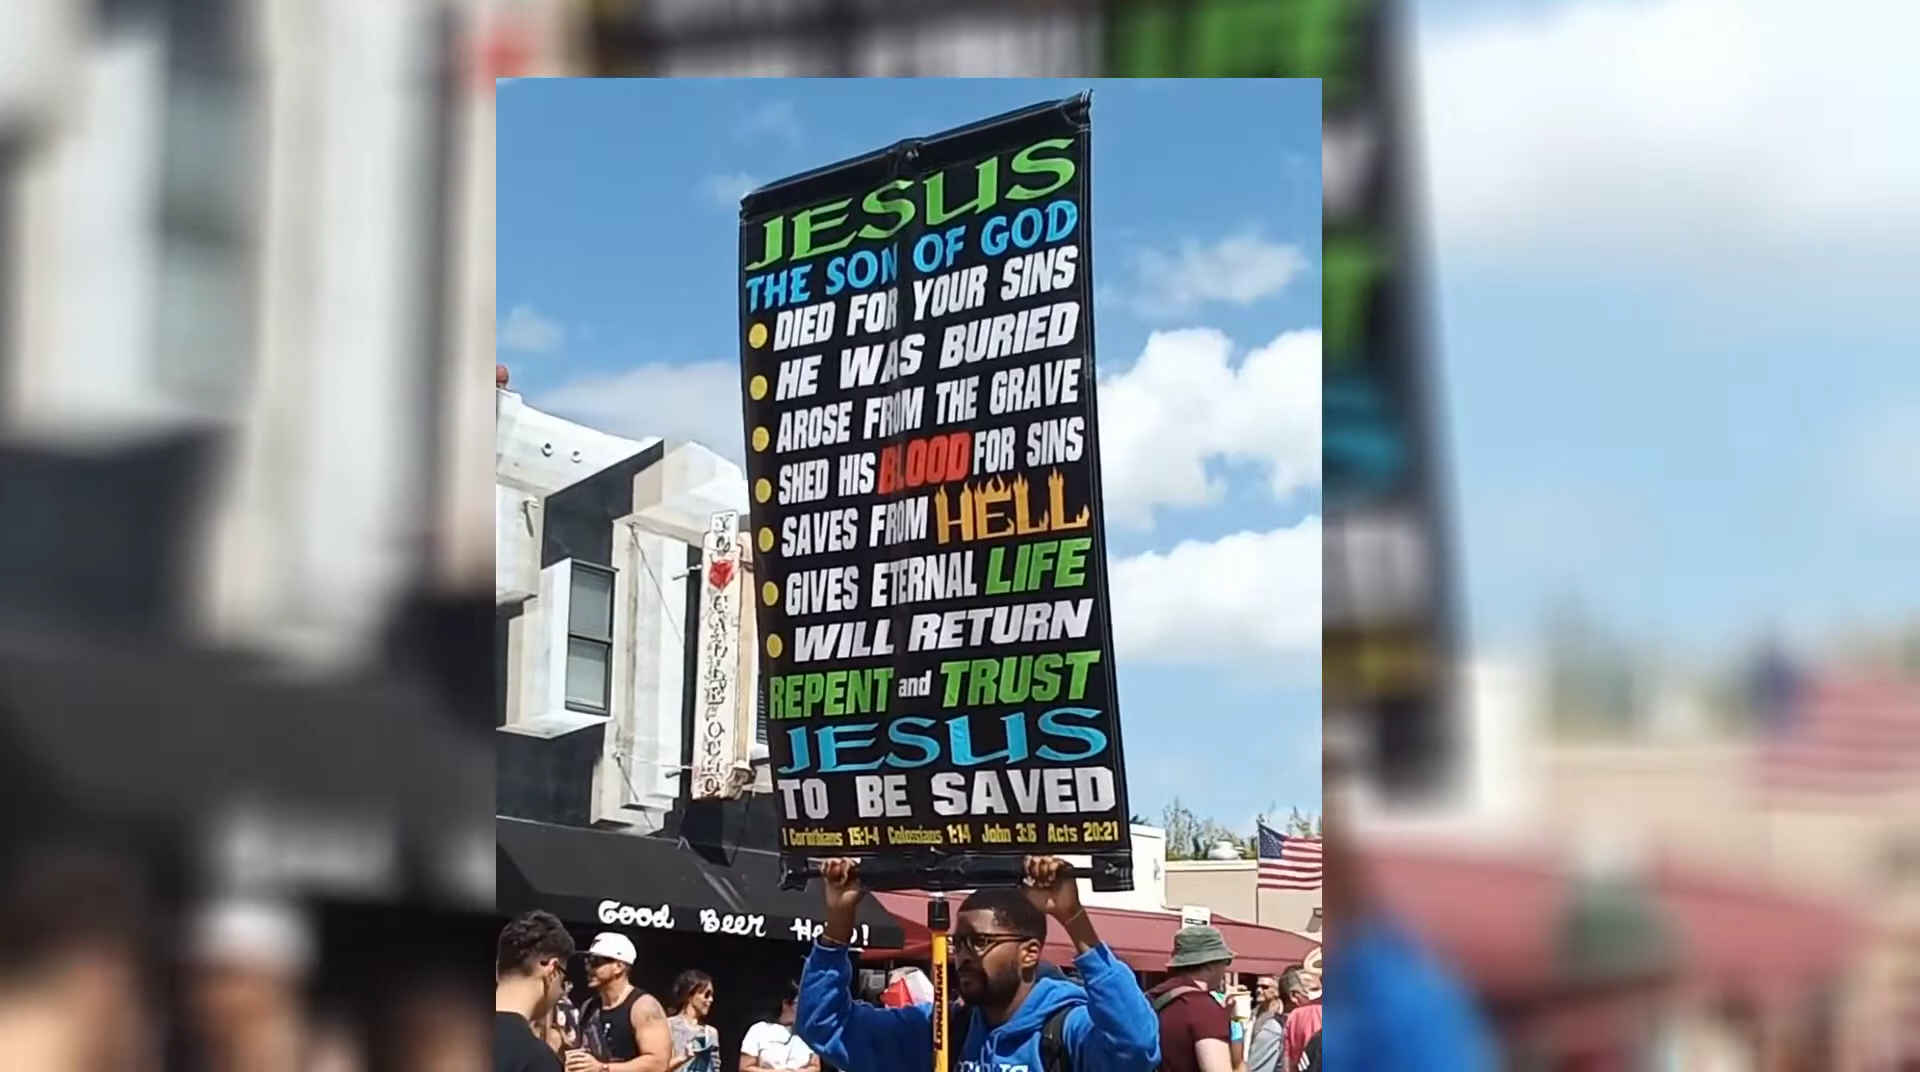 JESUS
THE SON OF GOD
DIED FOR YOUR SINS
HE WAS BURIED
AROSE FROM THE GRAVE
SHED HIS BLOOD FOR SINS
SAVES FROM HELL
GIVES ETERNAL LIFE
WILL RETURN
REPENT and TRUST
JESUS
TO BE SAVED
1 Corinthians 15:1-4 Colossians 1:14 John 3:16 Acts 20:21
Good Beer